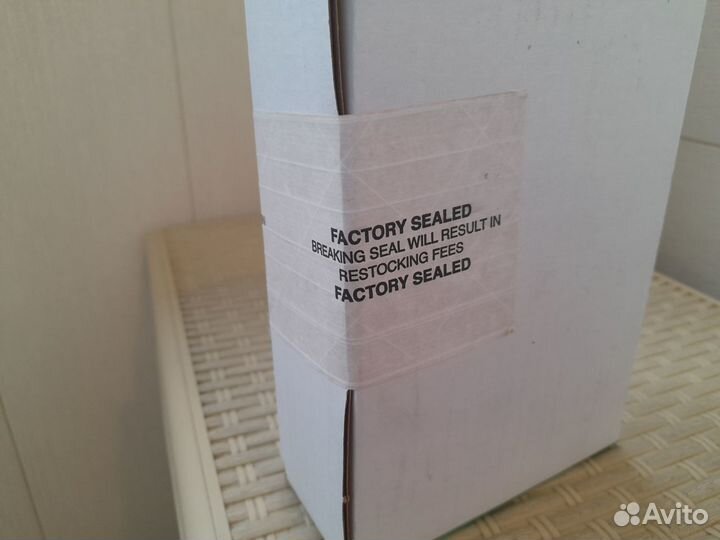 FACTORY SEALED
BREAKING SEAL WILL RESULT IN
RESTOCKING FEES
FACTORY SEALED
Avito